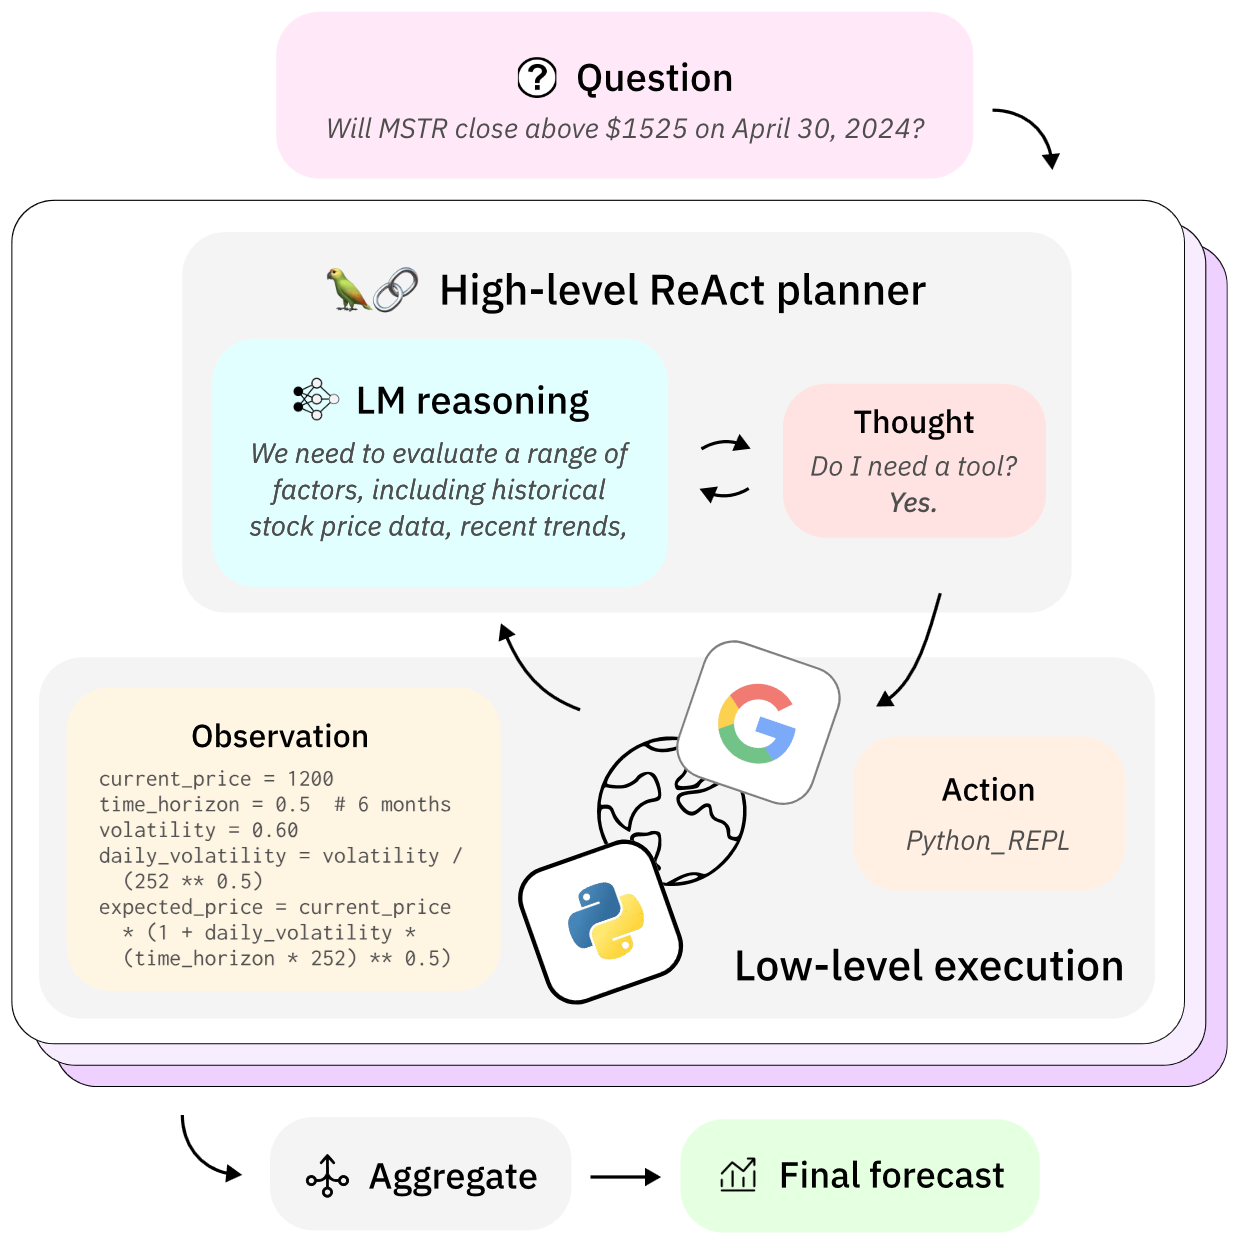 Question
Will MSTR close above $1525 on April 30, 2024?
High-level ReAct planner
LM reasoning
We need to evaluate a range of
factors, including historical
stock price data, recent trends,
Thought
Do I need a tool?
Yes.
Observation
current_price = 1200
time_horizon = 0.5  # 6 months
volatility = 0.60
daily_volatility = volatility /
(252 ** 0.5)
expected_price = current_price
* (1 + daily_volatility *
(time_horizon * 252) ** 0.5)
Action
Python_REPL
Low-level execution
Aggregate
Final forecast